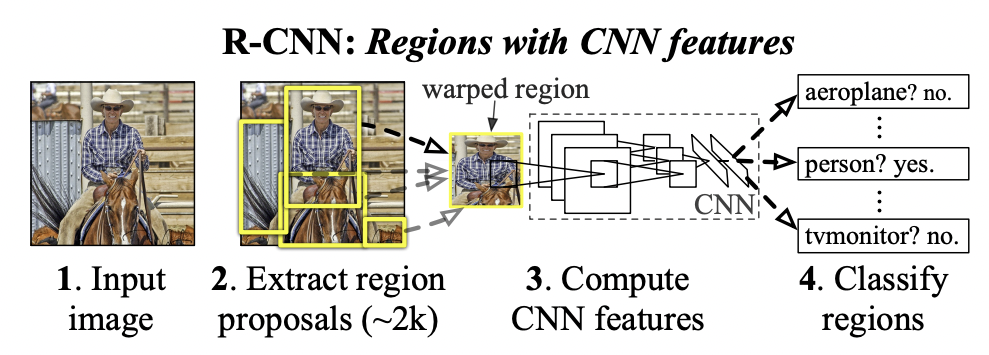 R-CNN: Regions with CNN features
warped region
aeroplane? no.
person? yes.
tvmonitor? no.
CNN
1. Input
image
2. Extract region
proposals (~2k)
3. Compute
CNN features
4. Classify
regions